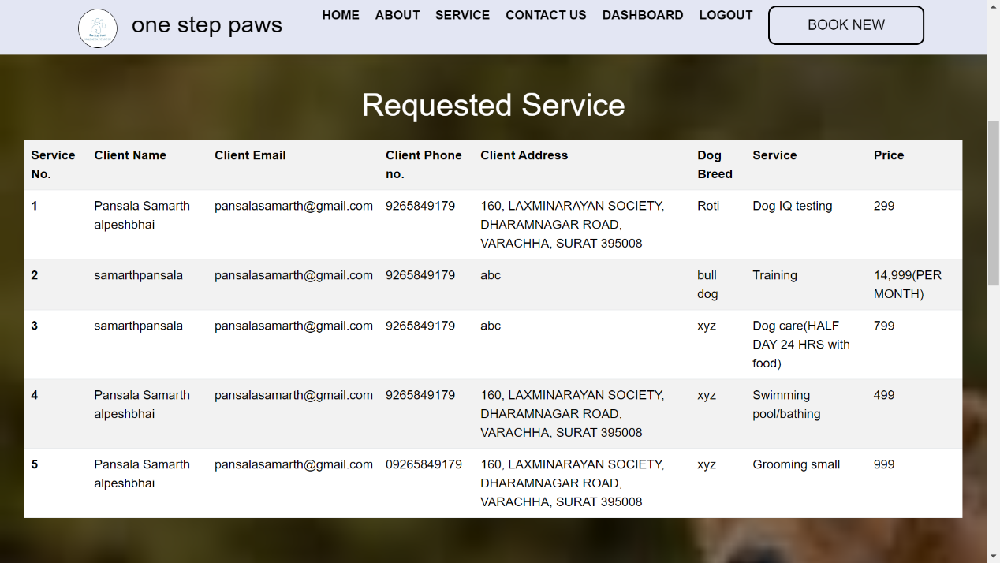 one step paws
HOME ABOUT SERVICE CONTACT US DASHBOARD LOGOUT BOOK NEW
Requested Service
Service No. Client Name Client Email Client Phone no. Client Address Dog Breed Service Price
1 Pansala Samarth alpeshbhai pansalasamarth@gmail.com 9265849179 160, LAXMINARAYAN SOCIETY, DHARAMNAGAR ROAD, VARACHHA, SURAT 395008 Roti Dog IQ testing 299
2 samarthpansala pansalasamarth@gmail.com 9265849179 abc bull dog Training 14,999(PER MONTH)
3 samarthpansala pansalasamarth@gmail.com 9265849179 abc xyz Dog care(HALF DAY 24 HRS with food) 799
4 Pansala Samarth alpeshbhai pansalasamarth@gmail.com 9265849179 160, LAXMINARAYAN SOCIETY, DHARAMNAGAR ROAD, VARACHHA, SURAT 395008 xyz Swimming pool/bathing 499
5 Pansala Samarth alpeshbhai pansalasamarth@gmail.com 09265849179 160, LAXMINARAYAN SOCIETY, DHARAMNAGAR ROAD, VARACHHA, SURAT 395008 xyz Grooming small 999